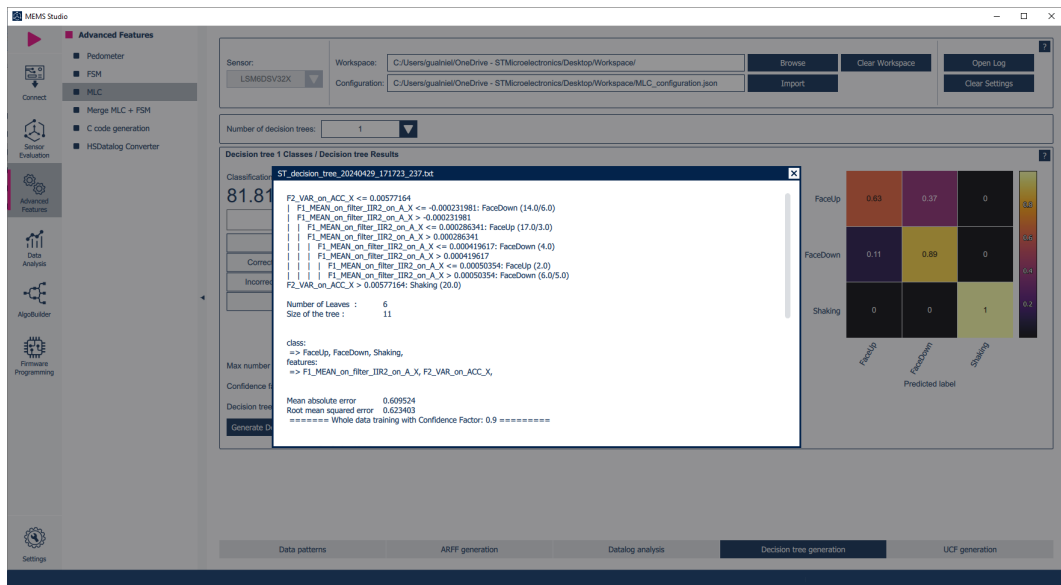 MEMS Studio
Advanced Features
Pedometer
FSM
MLC
Merge MLC + FSM
C code generation
HSDatalog Converter
Connect
Sensor
Evaluation
Advanced
Features
Data
Analysis
AlgoBuilder
Firmware
Programming
Settings
?
Sensor:
LSM6DSV32X
Workspace:
C:/Users/gualniel/OneDrive - STMicroelectronics/Desktop/Workspace/
Browse
Clear Workspace
Open Log
Configuration:
C:/Users/gualniel/OneDrive - STMicroelectronics/Desktop/Workspace/MLC_configuration.json
Import
Clear Settings
Number of decision trees:
1
Decision tree 1 Classes / Decision tree Results
?
Classification
81.81
Correc
Incorrec
Max number
Confidence fa
Decision tree
Generate De
ST_decision_tree_20240429_171723_237.txt
F2_VAR_on_ACC_X <= 0.00577164
| F1_MEAN_on_filter_IIR2_on_A_X <= -0.000231981: FaceDown (14.0/6.0)
| F1_MEAN_on_filter_IIR2_on_A_X > -0.000231981
| | F1_MEAN_on_filter_IIR2_on_A_X <= 0.000286341: FaceUp (17.0/3.0)
| | F1_MEAN_on_filter_IIR2_on_A_X > 0.000286341
| | | F1_MEAN_on_filter_IIR2_on_A_X <= 0.000419617: FaceDown (4.0)
| | | F1_MEAN_on_filter_IIR2_on_A_X > 0.000419617
| | | | F1_MEAN_on_filter_IIR2_on_A_X <= 0.00050354: FaceUp (2.0)
| | | | F1_MEAN_on_filter_IIR2_on_A_X > 0.00050354: FaceDown (6.0/5.0)
F2_VAR_on_ACC_X > 0.00577164: Shaking (20.0)
Number of Leaves : 6
Size of the tree : 11
class:
=> FaceUp, FaceDown, Shaking,
features:
=> F1_MEAN_on_filter_IIR2_on_A_X, F2_VAR_on_ACC_X,
Mean absolute error 0.609524
Root mean squared error 0.623403
======= Whole data training with Confidence Factor: 0.9 =========
FaceUp 0.63 0.37 0
FaceDown 0.11 0.89 0
Shaking 0 0 1
0.8
0.6
0.4
0.2
FaceUp
FaceDown
Shaking
Predicted label
Data patterns
ARFF generation
Datalog analysis
Decision tree generation
UCF generation